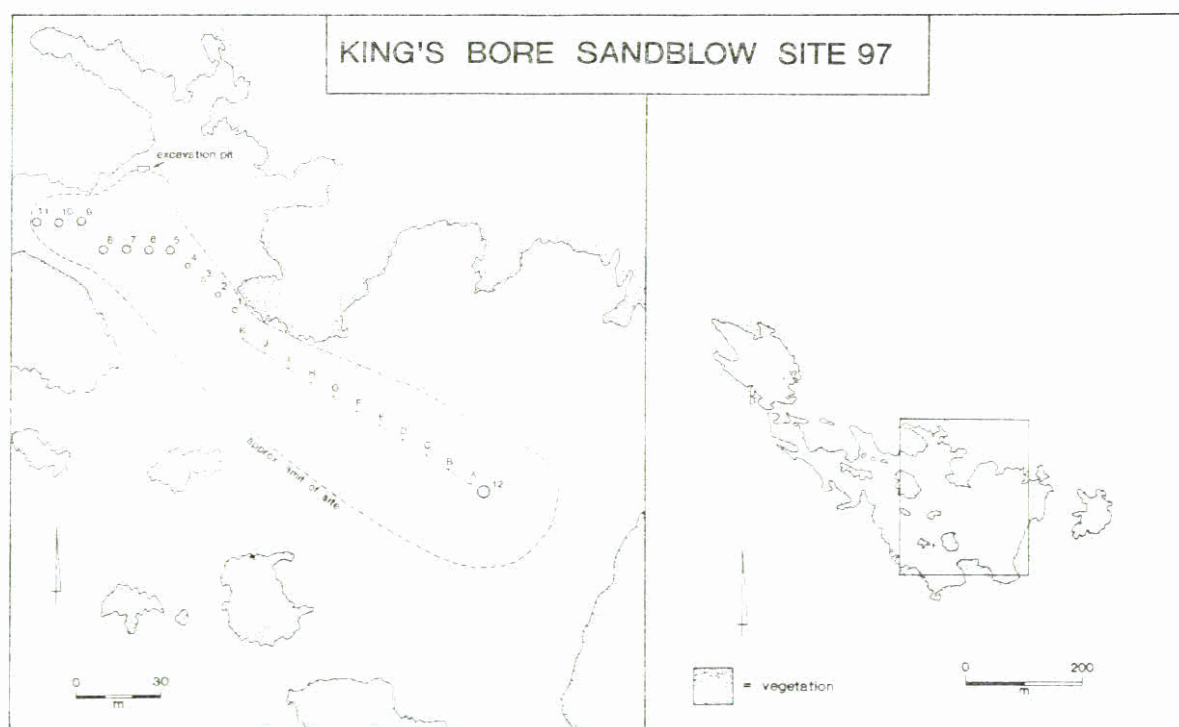 KING'S BORE SANDBLOW SITE 97
excavation pit
11 10 9
8 7 6 5
4
3
2
1
K
J
I
H
G
F
E
D
C
B
A
12
approx limit of site
0 30
m
= vegetation
0 200
m